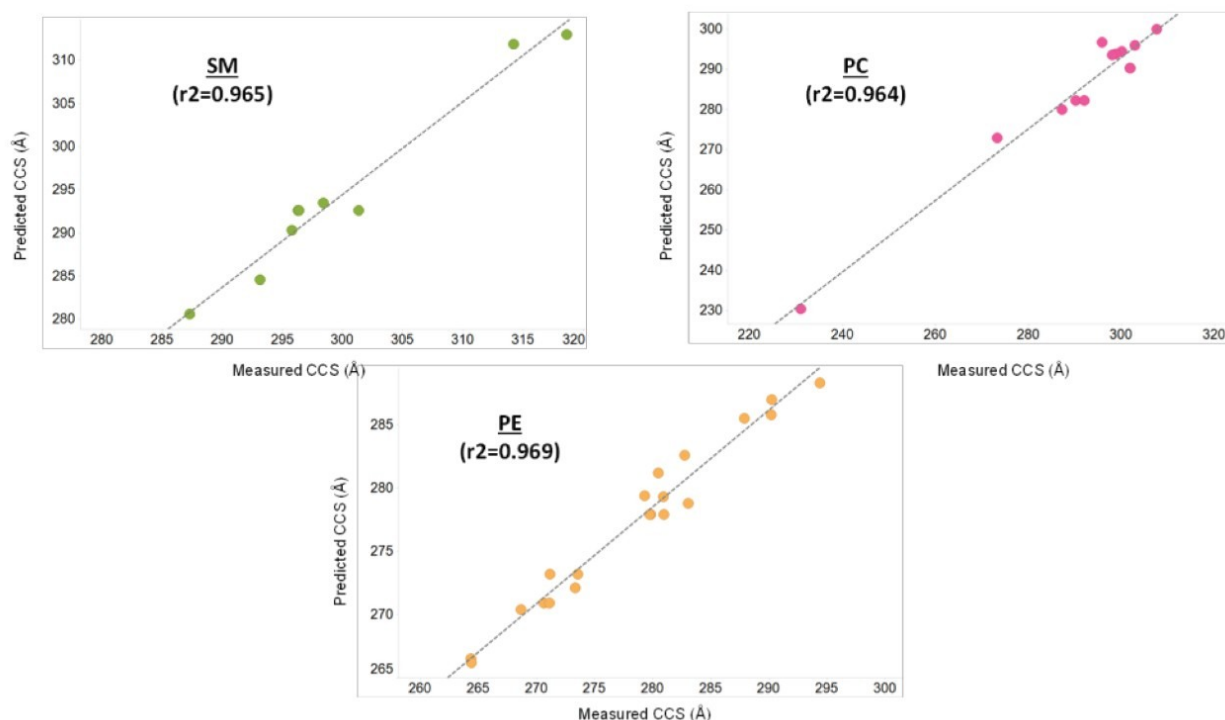 SM
(r2=0.965)
Predicted CCS (Å)
310
305
300
295
290
285
280
280 290 295 300 305 310 315 320
Measured CCS (Å)
PC
(r2=0.964)
Predicted CCS (Å)
300
290
280
270
260
250
240
230
220 240 260 280 300 320
Measured CCS (Å)
PE
(r2=0.969)
Predicted CCS (Å)
285
280
275
270
265
260 265 270 275 280 285 290 295 300
Measured CCS (Å)